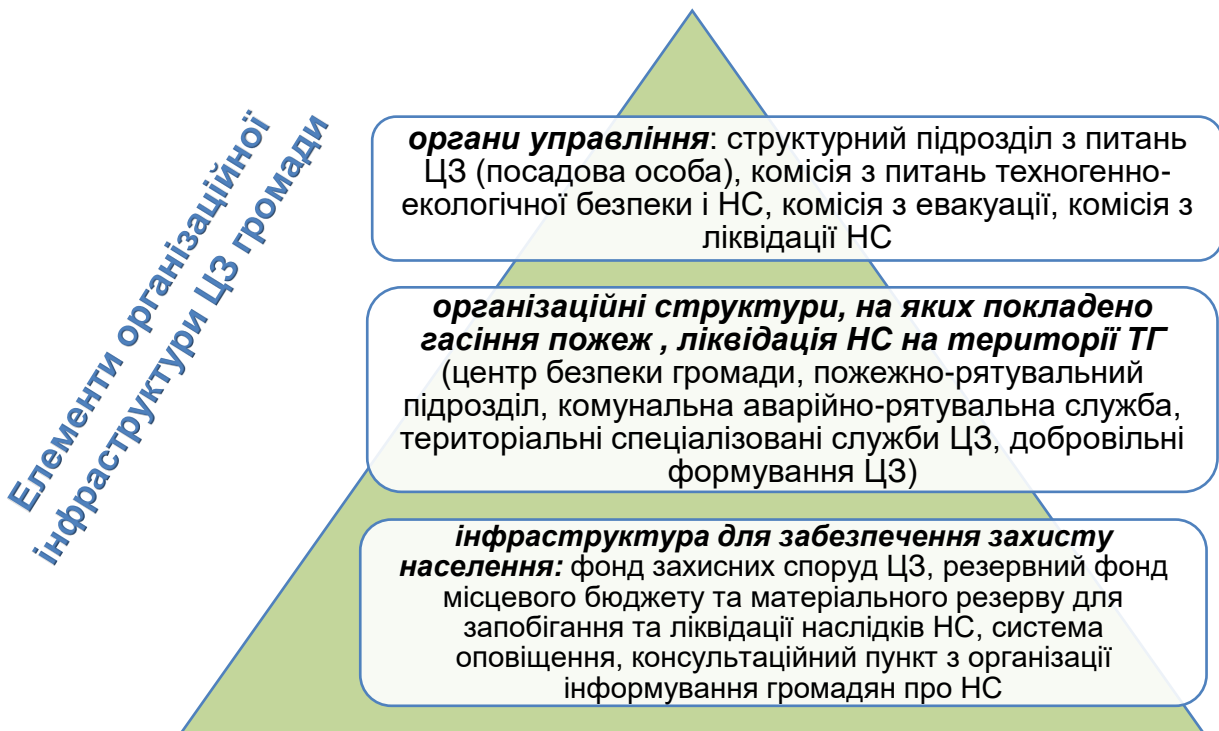 Елементи організаційної
інфраструктури ЦЗ громади
органи управління: структурний підрозділ з питань
ЦЗ (посадова особа), комісія з питань техногенно-
екологічної безпеки і НС, комісія з евакуації, комісія з
ліквідації НС
організаційні структури, на яких покладено
гасіння пожеж , ліквідація НС на території ТГ
(центр безпеки громади, пожежно-рятувальний
підрозділ, комунальна аварійно-рятувальна служба,
територіальні спеціалізовані служби ЦЗ, добровільні
формування ЦЗ)
інфраструктура для забезпечення захисту
населення: фонд захисних споруд ЦЗ, резервний фонд
місцевого бюджету та матеріального резерву для
запобігання та ліквідації наслідків НС, система
оповіщення, консультаційний пункт з організації
інформування громадян про НС